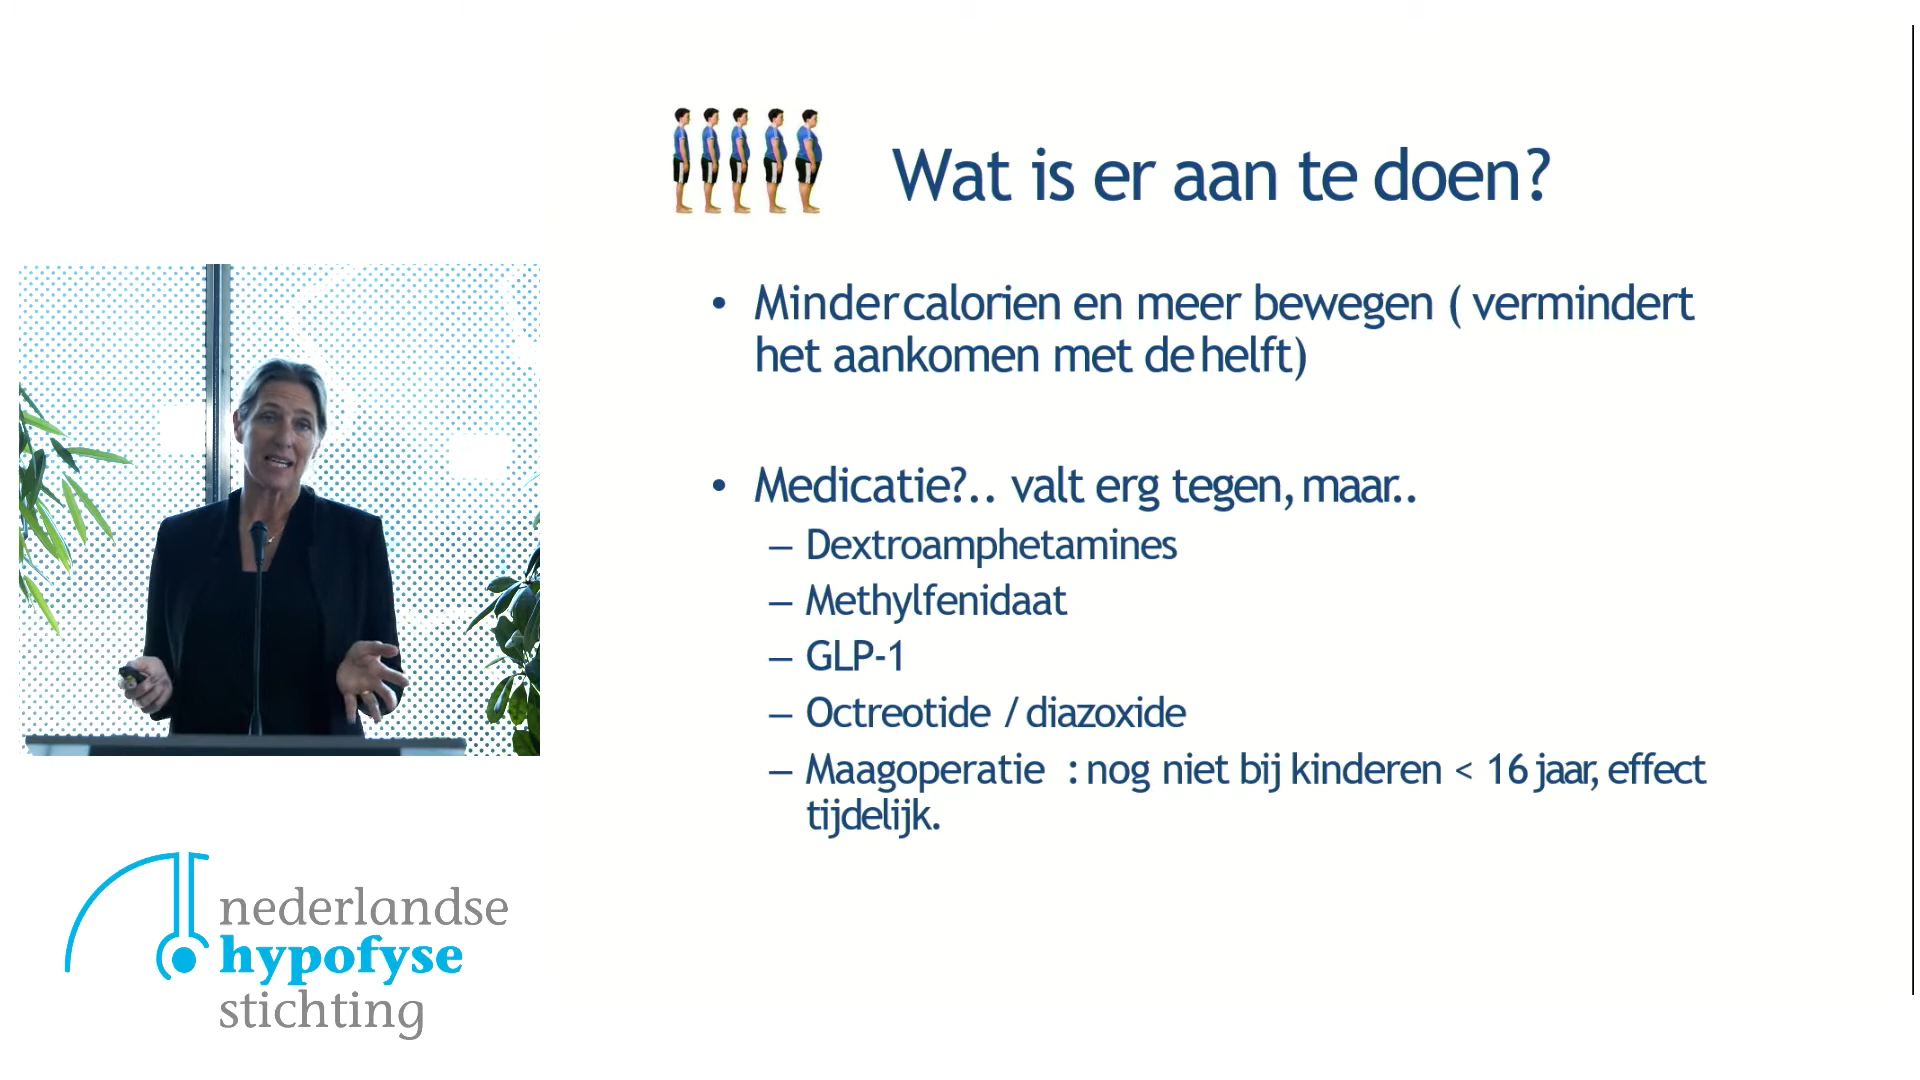 Wat is er aan te doen?
• Minder calorien en meer bewegen ( vermindert
het aankomen met de helft)
• Medicatie?.. valt erg tegen, maar..
– Dextroamphetamines
– Methylfenidaat
– GLP-1
– Octreotide / diazoxide
– Maagoperatie : nog niet bij kinderen < 16 jaar, effect
tijdelijk.
nederlandse
hypofyse
stichting